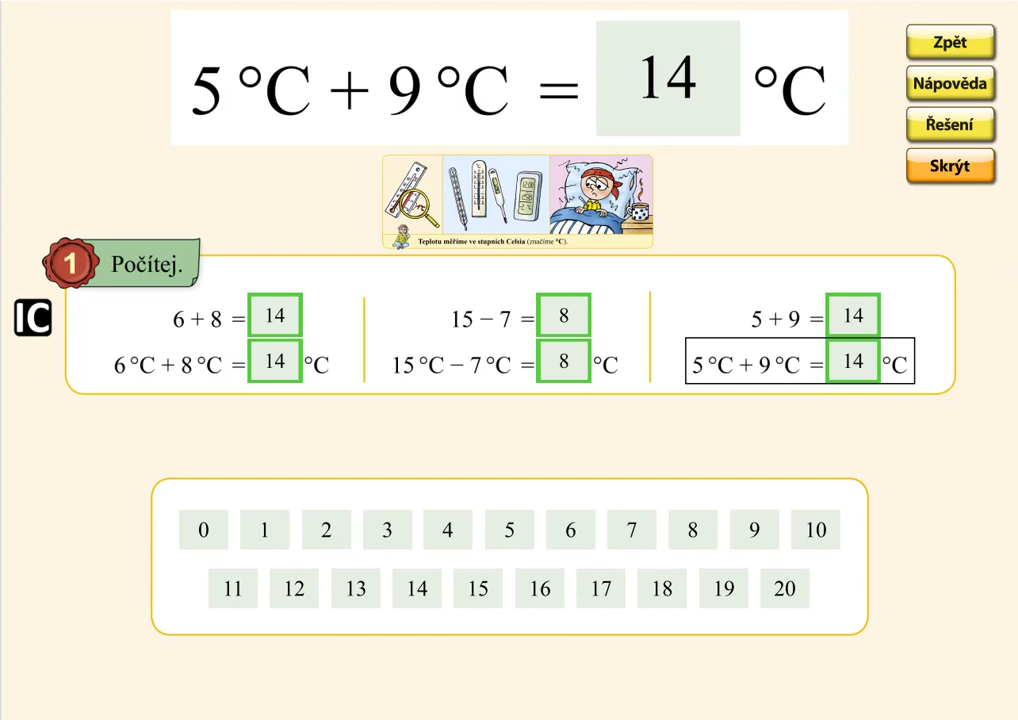 5 °C + 9 °C = 14 °C
Zpět
Nápověda
Řešení
Skrýt
Teplotu měříme ve stupních Celsia (značíme °C).
1 Počítej.
IC
6 + 8 = 14
15 − 7 = 8
5 + 9 = 14
6 °C + 8 °C = 14 °C
15 °C − 7 °C = 8 °C
5 °C + 9 °C = 14 °C
0 1 2 3 4 5 6 7 8 9 10
11 12 13 14 15 16 17 18 19 20